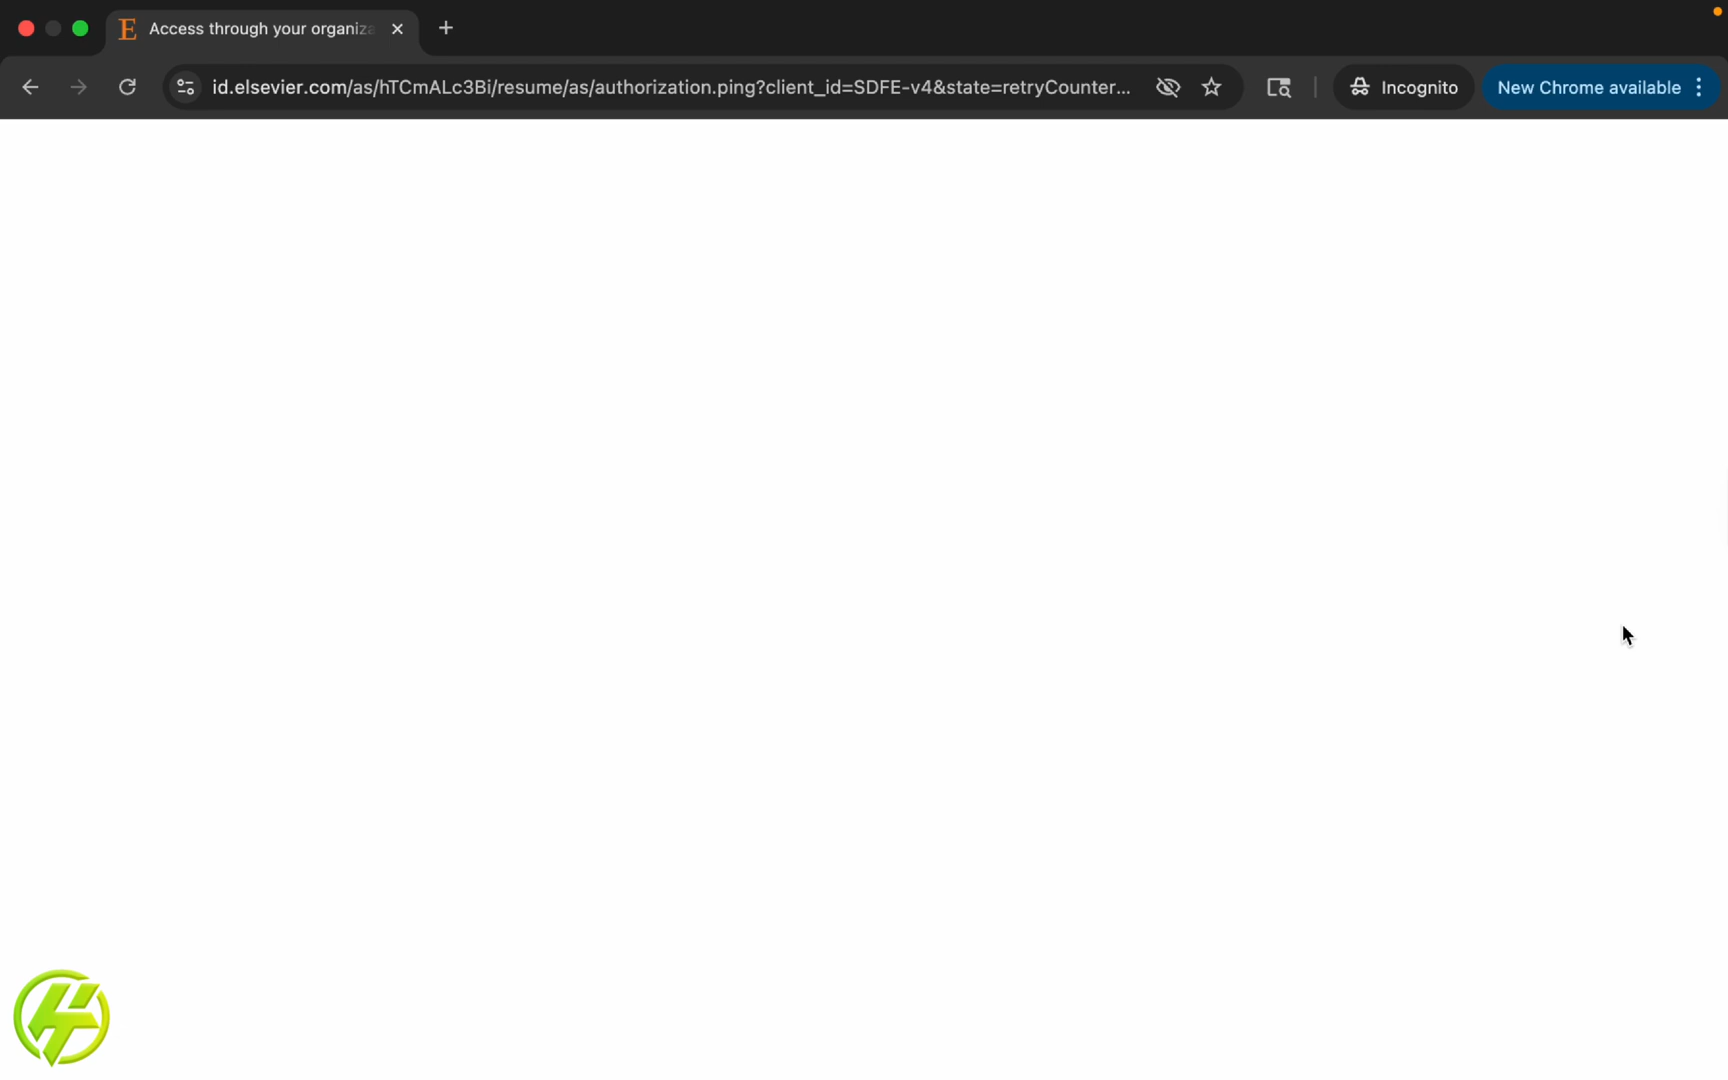 E Access through your organiza
id.elsevier.com/as/hTCmALc3Bi/resume/as/authorization.ping?client_id=SDFE-v4&state=retryCounter...
Incognito
New Chrome available